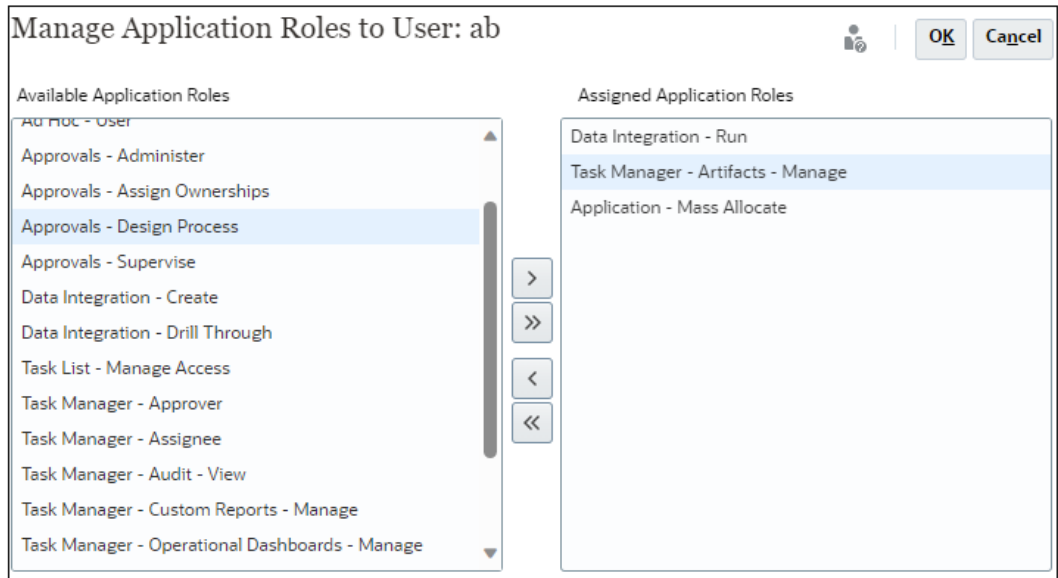 Manage Application Roles to User: ab
OK
Cancel
Available Application Roles
Assigned Application Roles
Ad Hoc - User
Approvals - Administer
Approvals - Assign Ownerships
Approvals - Design Process
Approvals - Supervise
Data Integration - Create
Data Integration - Drill Through
Task List - Manage Access
Task Manager - Approver
Task Manager - Assignee
Task Manager - Audit - View
Task Manager - Custom Reports - Manage
Task Manager - Operational Dashboards - Manage
>
>>
<
<<
Data Integration - Run
Task Manager - Artifacts - Manage
Application - Mass Allocate